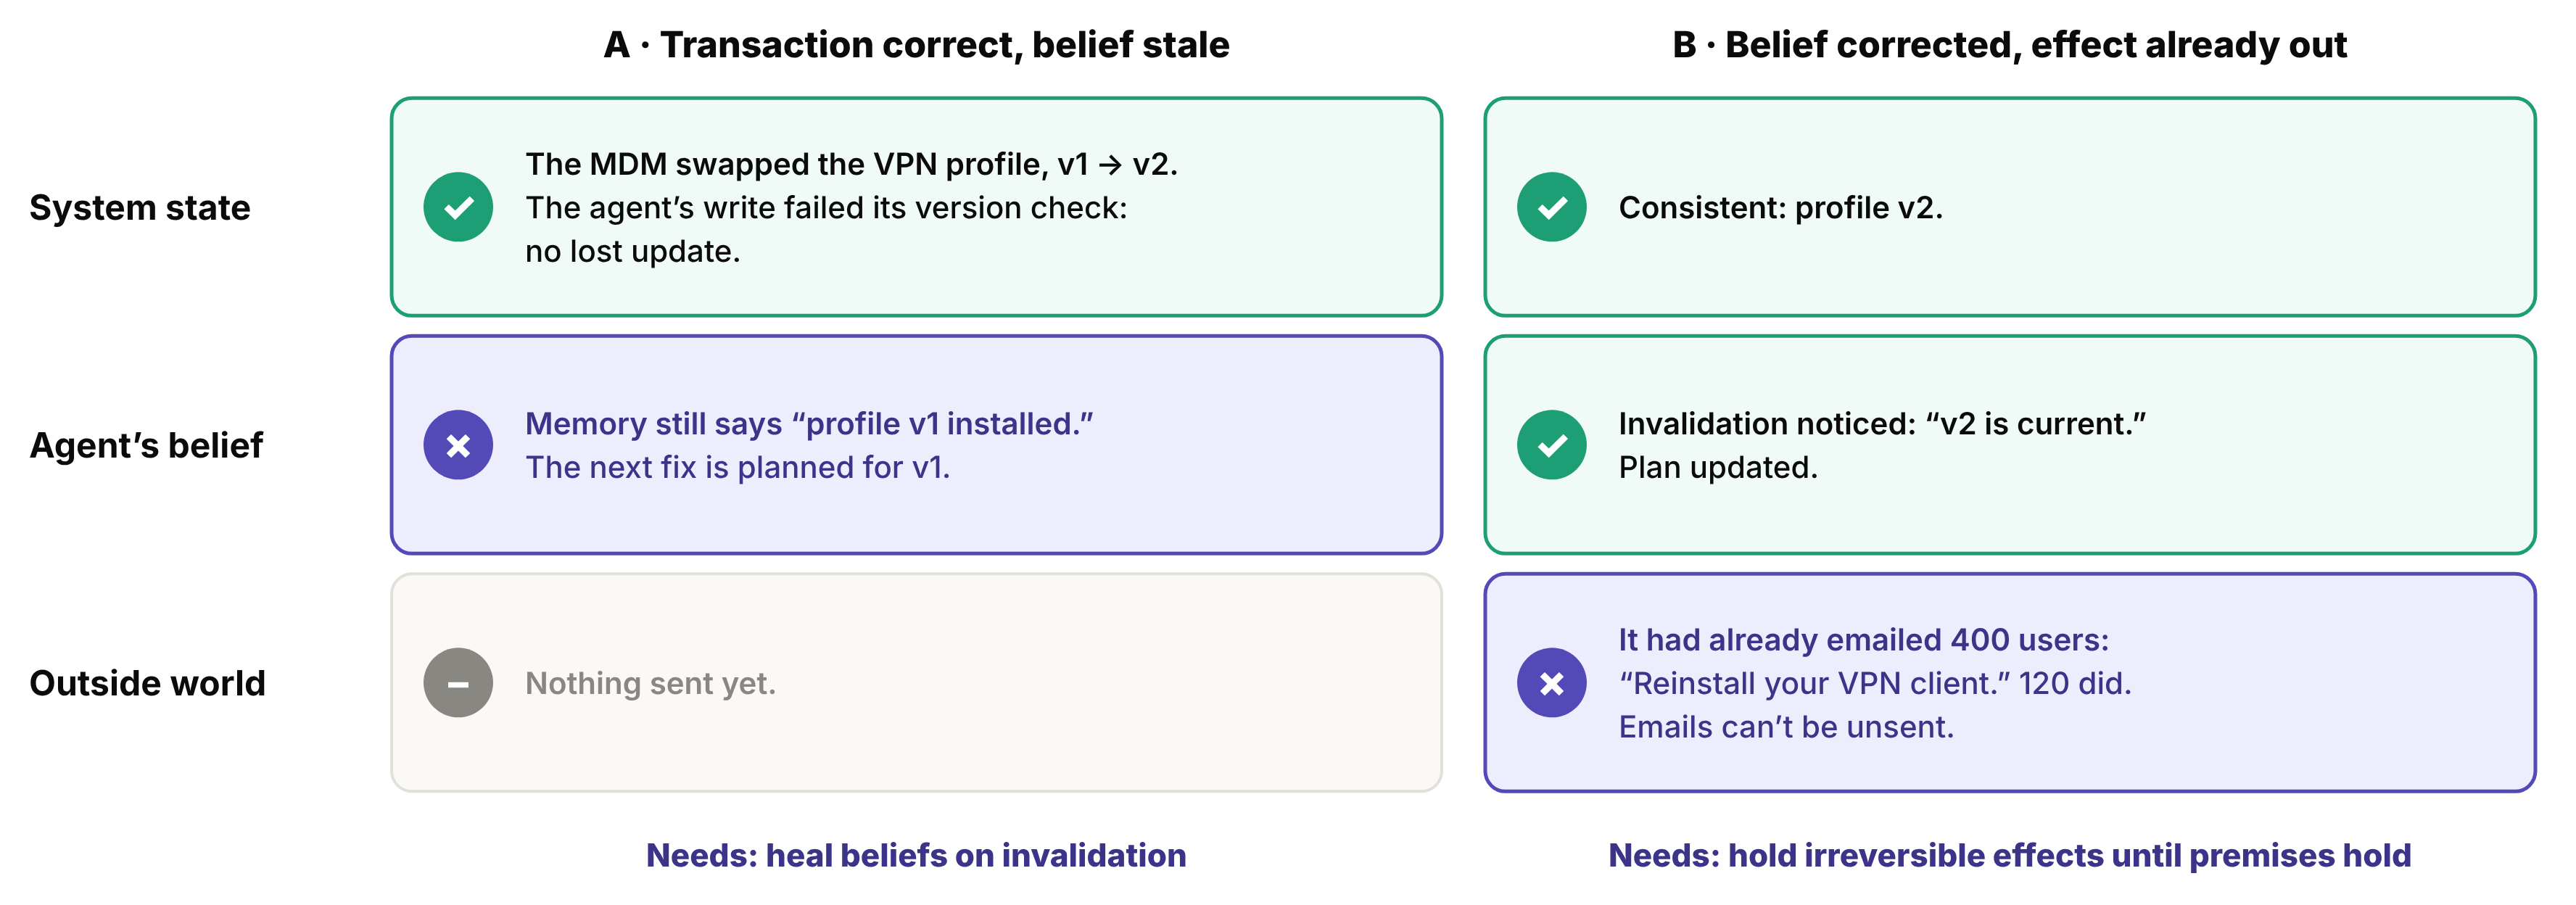 A · Transaction correct, belief stale
B · Belief corrected, effect already out
System state
The MDM swapped the VPN profile, v1 → v2.
The agent’s write failed its version check:
no lost update.
Consistent: profile v2.
Agent’s belief
Memory still says “profile v1 installed.”
The next fix is planned for v1.
Invalidation noticed: “v2 is current.”
Plan updated.
Outside world
Nothing sent yet.
It had already emailed 400 users:
“Reinstall your VPN client.” 120 did.
Emails can’t be unsent.
Needs: heal beliefs on invalidation
Needs: hold irreversible effects until premises hold